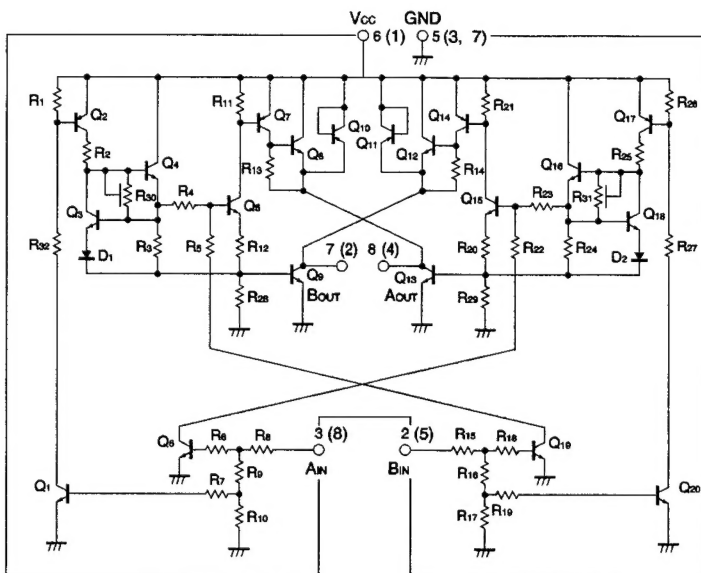 Vcc GND
6 (1) 5 (3, 7)
R1 Q2 R11 Q7 Q10 Q14 R21 Q17 R26
Q11
R2 Q4 Q8 Q12 Q16 R25
R13 R14
R30 R4 R23 R31
Q3 Q5 Q15 Q18
R32 R3 R5 R12 R20 R22 R24 R27
D1 7 (2) 8 (4) D2
Q9 Q13
R28 BOUT AOUT R29
Q6 R6 R8 3 (8) 2 (5) R15 R18 Q19
AIN BIN
R9 R16
Q1 R7 Q20
R10 R17 R19